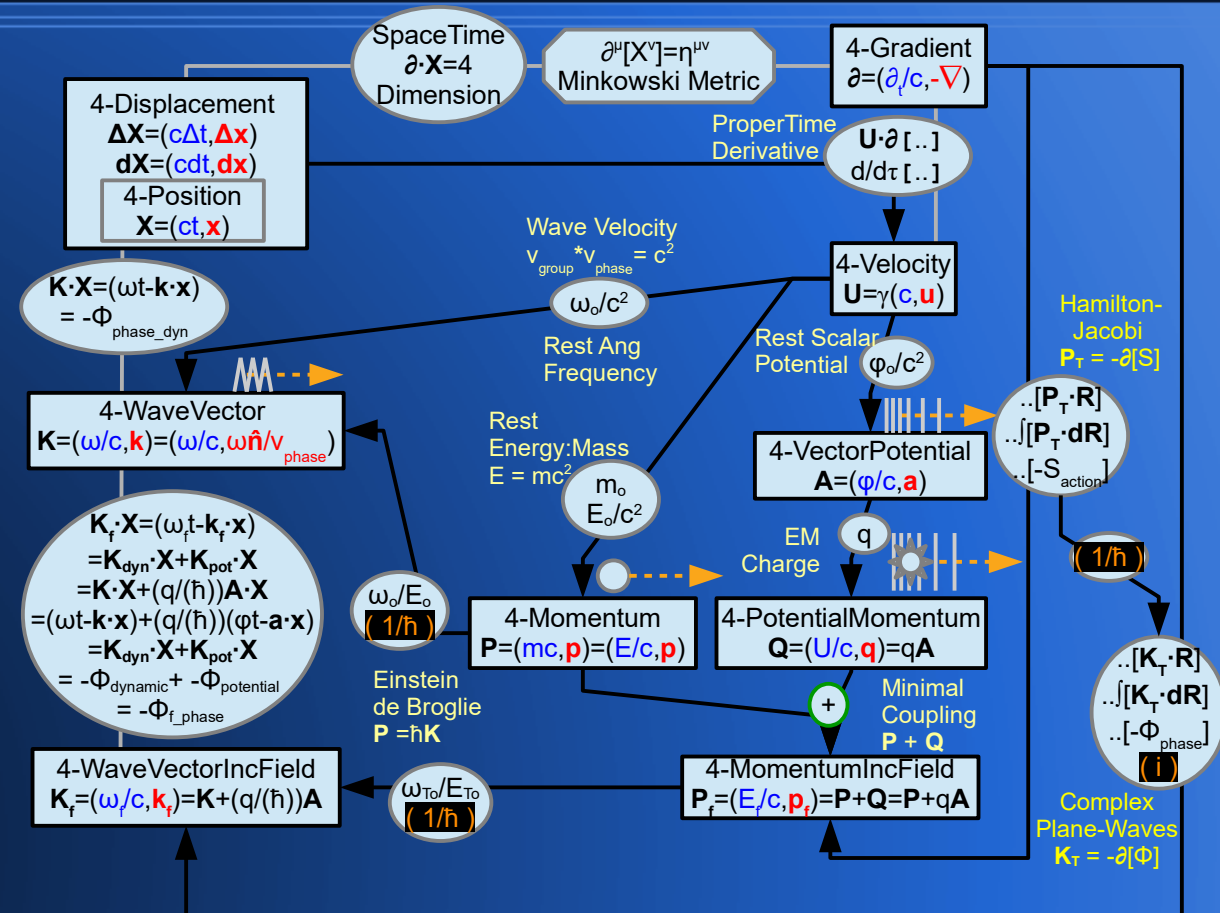 SpaceTime
∂·X=4
Dimension
∂^μ[X^ν]=η^μν
Minkowski Metric
4-Gradient
∂=(∂_t/c,-∇)
4-Displacement
ΔX=(cΔt,Δx)
dX=(cdt,dx)
4-Position
X=(ct,x)
ProperTime
Derivative
U·∂[..]
d/dτ[..]
Wave Velocity
v_group*v_phase = c²
ω_o/c²
Rest Ang
Frequency
4-Velocity
U=γ(c,u)
K·X=(ωt-k·x)
= -Φ_phase_dyn
Rest Scalar
Potential
φ_o/c²
Hamilton-
Jacobi
P_T = -∂[S]
..[P_T·R]
..∫[P_T·dR]
..[-S_action]
4-WaveVector
K=(ω/c,k)=(ω/c,ωn̂/v_phase)
Rest
Energy:Mass
E = mc²
m_o
E_o/c²
4-VectorPotential
A=(φ/c,a)
EM
Charge
q
( 1/ħ )
K_f·X=(ω_f t-k_f·x)
=K_dyn·X+K_pot·X
=K·X+(q/(ħ))A·X
=(ωt-k·x)+(q/(ħ))(φt-a·x)
=K_dyn·X+K_pot·X
= -Φ_dynamic+ -Φ_potential
= -Φ_f_phase
ω_o/E_o
( 1/ħ )
Einstein
de Broglie
P =ħK
4-Momentum
P=(mc,p)=(E/c,p)
4-PotentialMomentum
Q=(U/c,q)=qA
+
Minimal
Coupling
P + Q
..[K_T·R]
..∫[K_T·dR]
..[-Φ_phase]
( i )
Complex
Plane-Waves
K_T = -∂[Φ]
4-WaveVectorIncField
K_f=(ω_f/c,k_f)=K+(q/(ħ))A
ω_To/E_To
( 1/ħ )
4-MomentumIncField
P_f=(E_f/c,p_f)=P+Q=P+qA